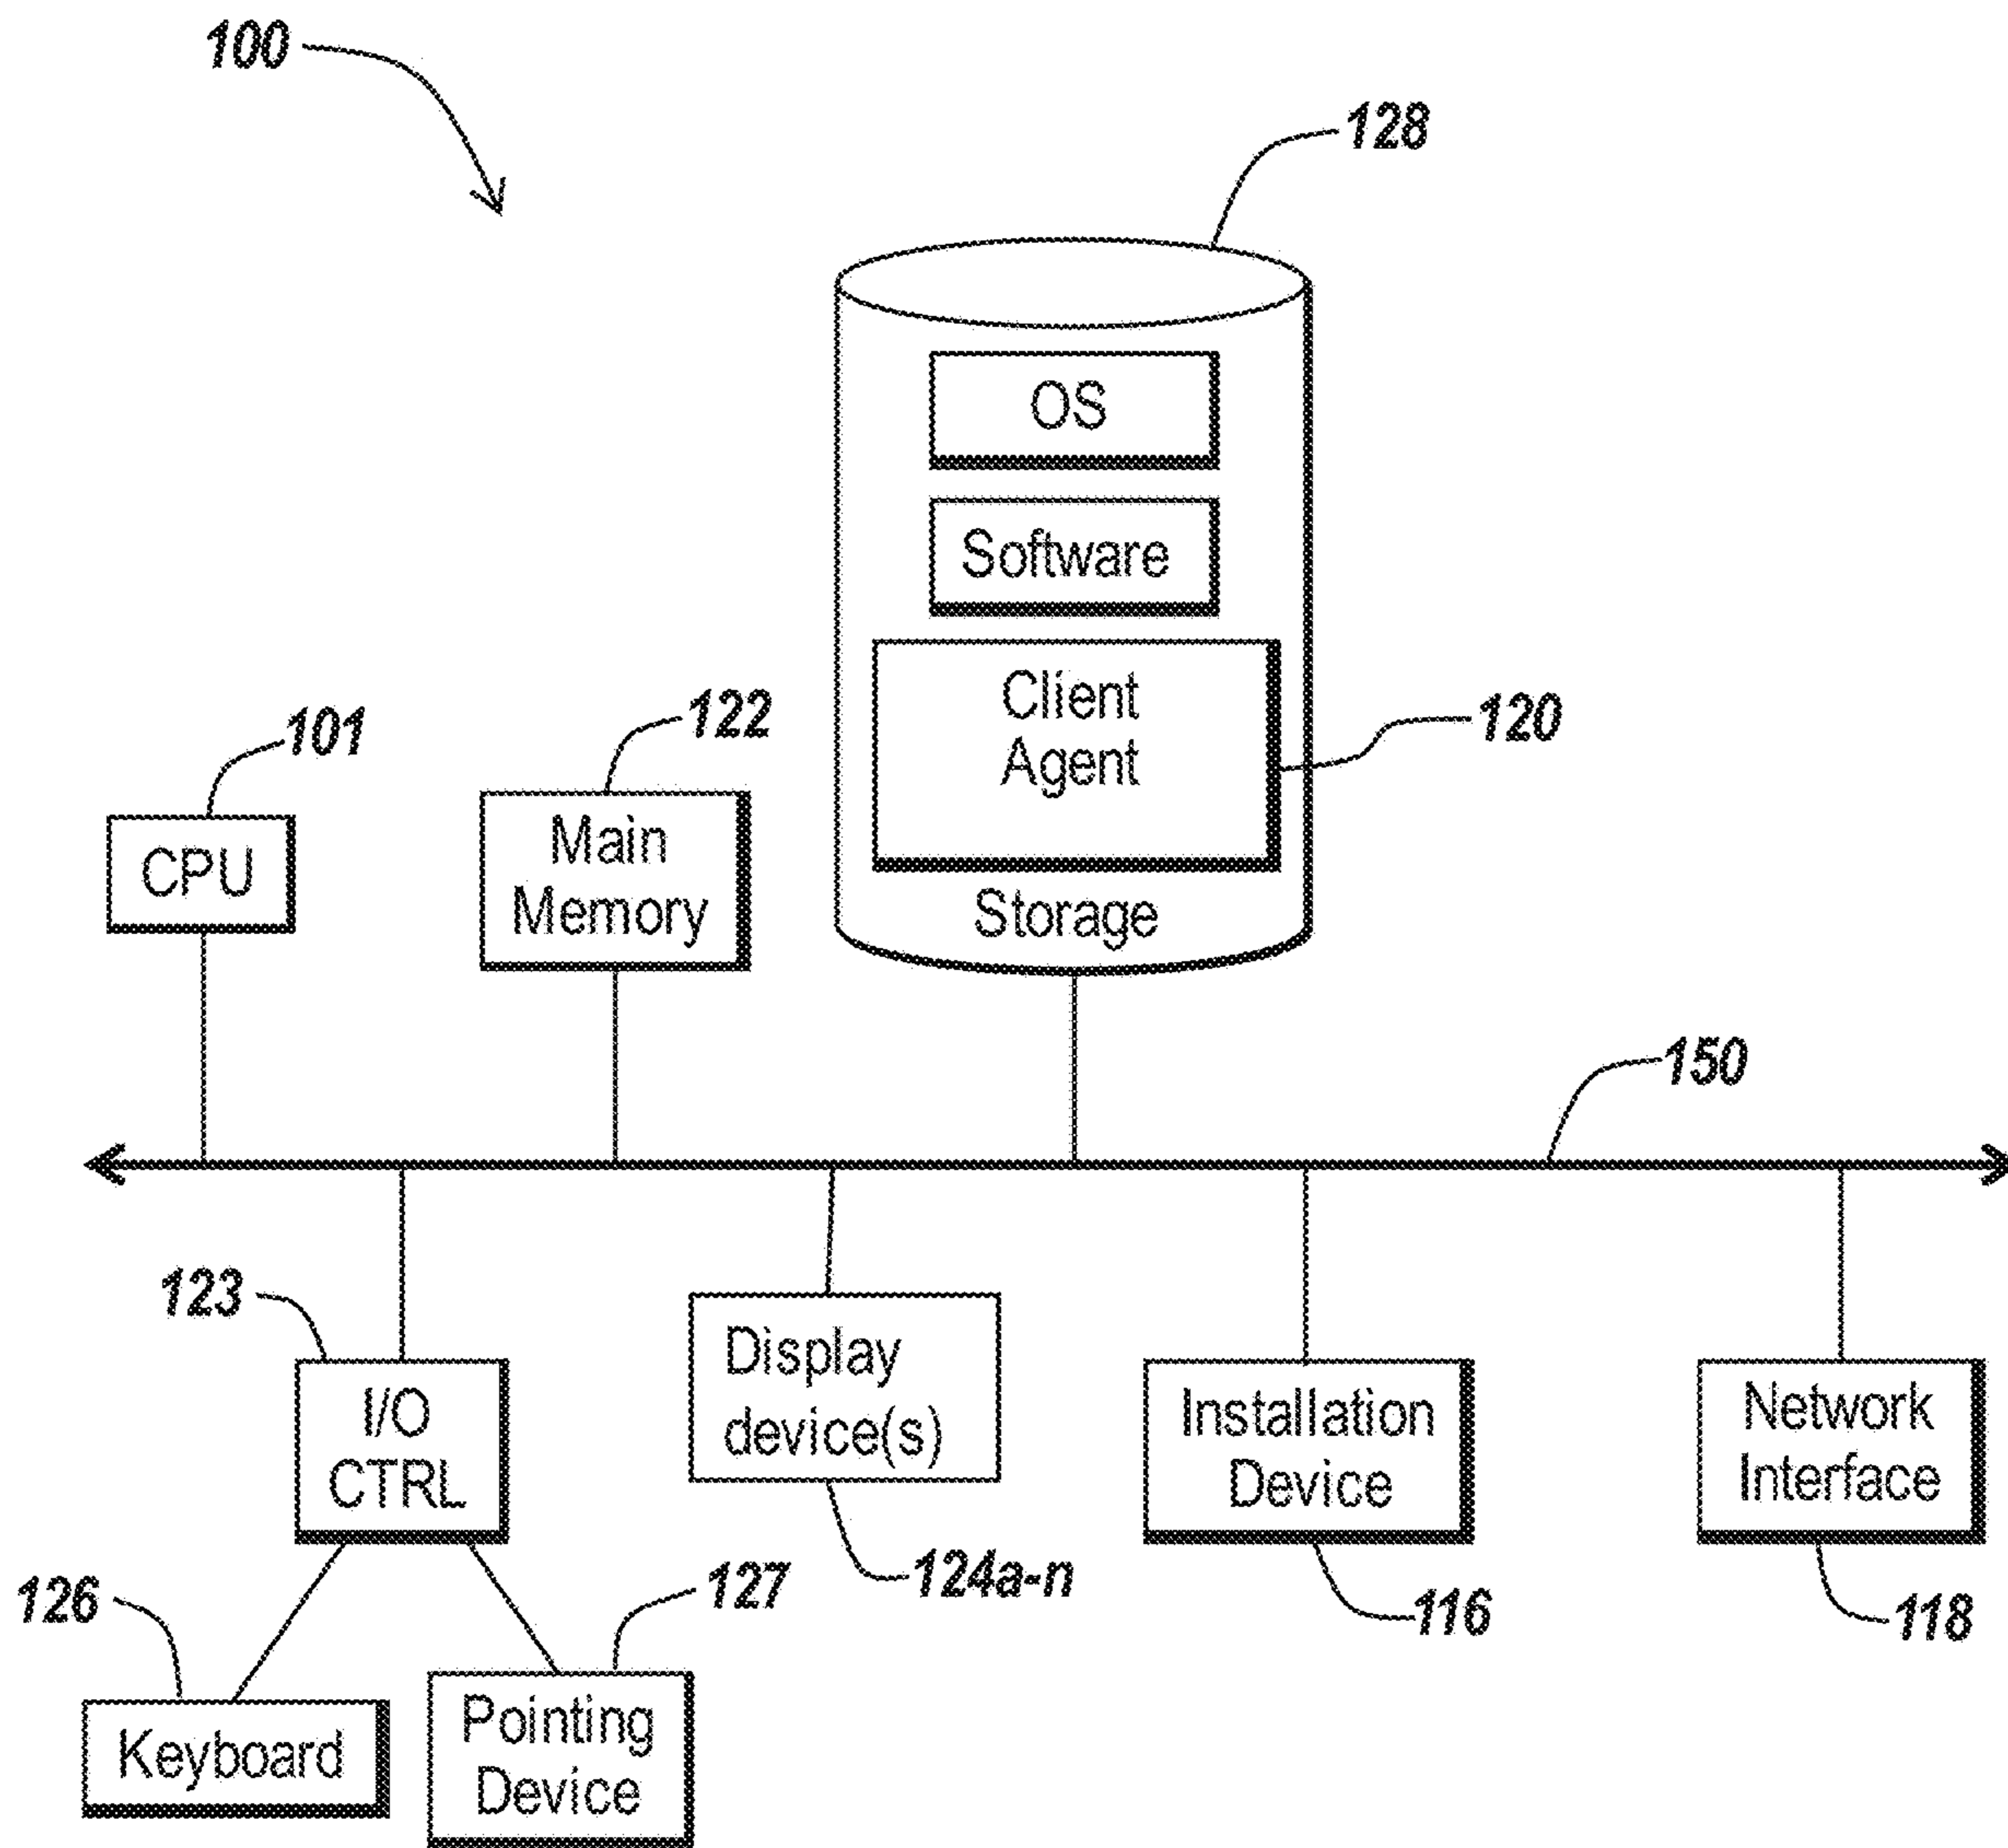 100
128
OS
Software
Client
Agent
120
Storage
101
CPU
122
Main
Memory
150
123
I/O
CTRL
Display
device(s)
124a-n
Installation
Device
116
Network
Interface
118
126
Keyboard
127
Pointing
Device